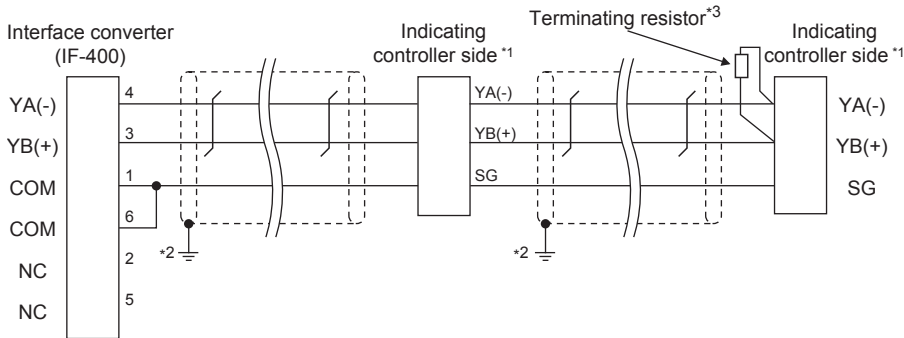 Terminating resistor*3
Interface converter
(IF-400)
Indicating
controller side *1
Indicating
controller side *1
YA(-) 4 YA(-) YA(-)
YB(+) 3 YB(+) YB(+)
COM 1 SG SG
COM 6
*2 *2
NC 2
NC 5